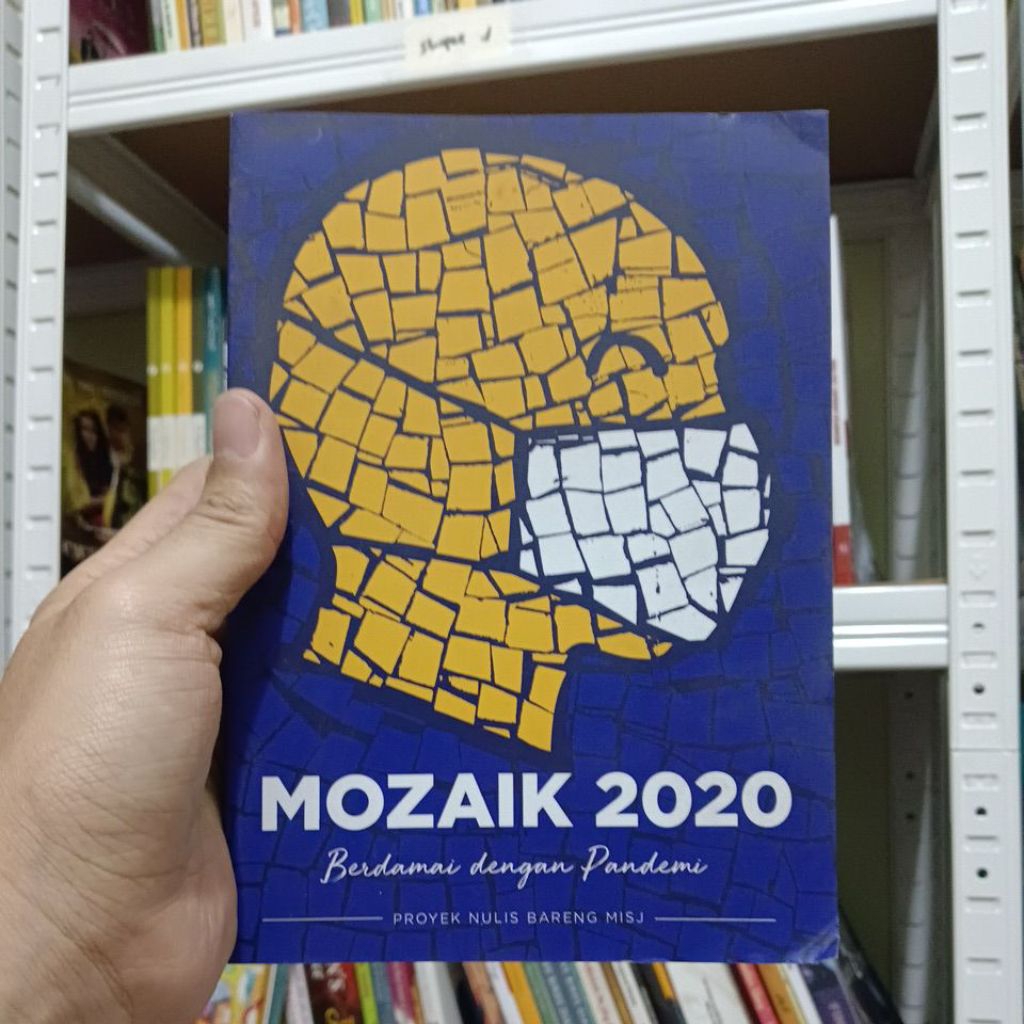 MOZAIK 2020
Berdamai dengan Pandemi
PROYEK NULIS BARENG MISJ